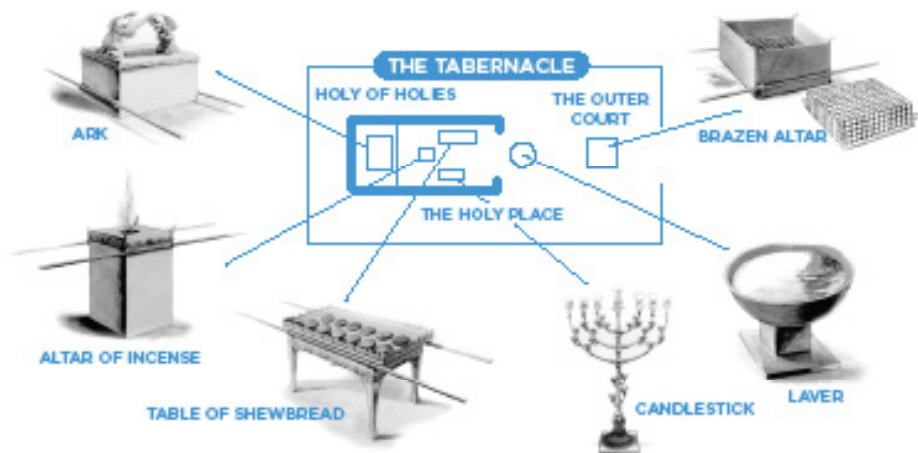 THE TABERNACLE
HOLY OF HOLIES
THE OUTER
COURT
ARK
BRAZEN ALTAR
THE HOLY PLACE
ALTAR OF INCENSE
TABLE OF SHEWBREAD
CANDLESTICK
LAVER